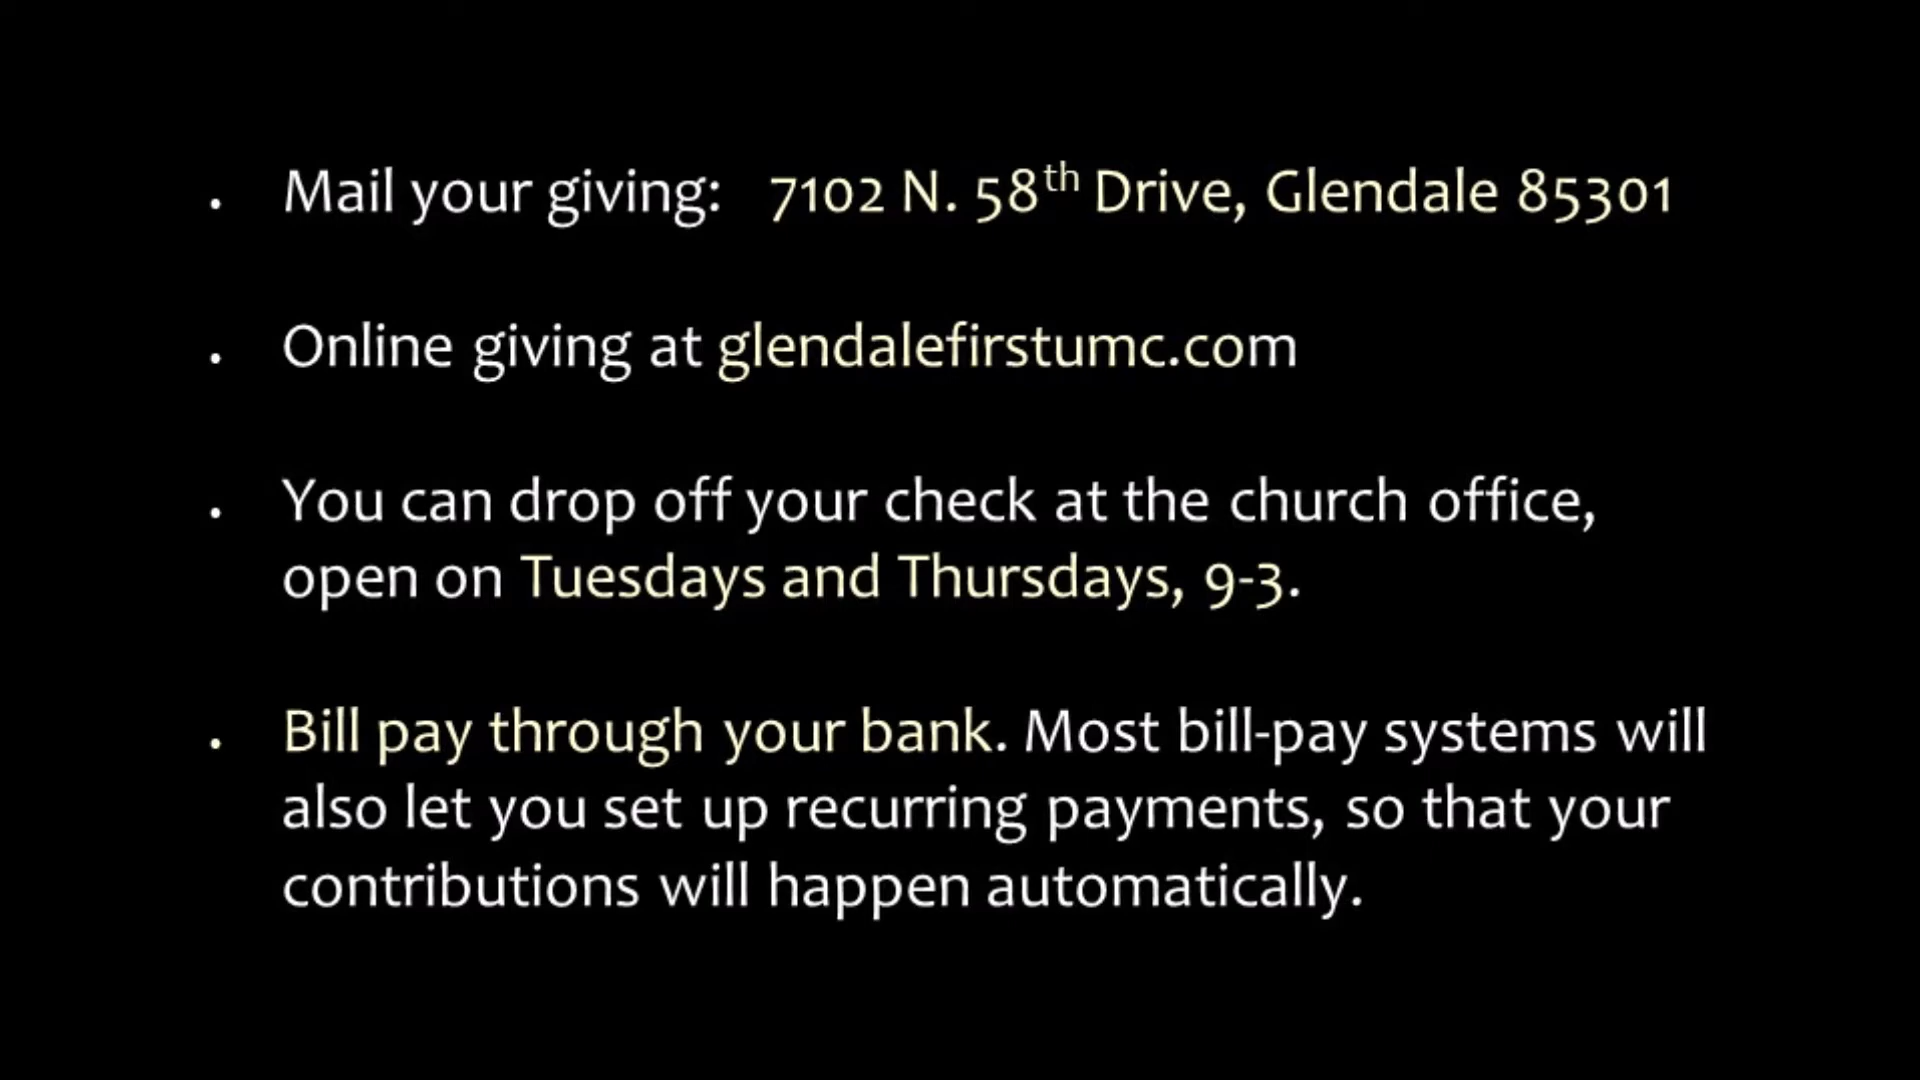 • Mail your giving: 7102 N. 58th Drive, Glendale 85301
• Online giving at glendalefirstumc.com
• You can drop off your check at the church office,
open on Tuesdays and Thursdays, 9-3.
• Bill pay through your bank. Most bill-pay systems will
also let you set up recurring payments, so that your
contributions will happen automatically.